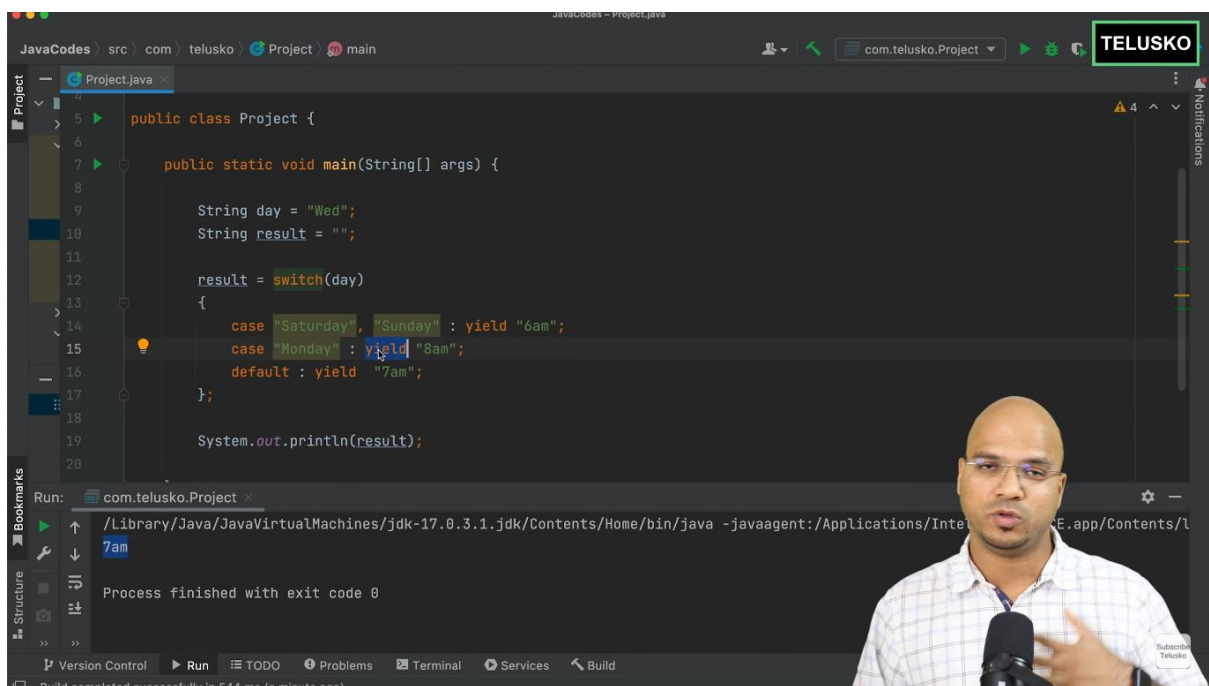 JavaCodes – Project.java
JavaCodes src com telusko Project main
com.telusko.Project
TELUSKO
Project
Project.java
Notifications
4
4
5 public class Project {
6
7 public static void main(String[] args) {
8
9 String day = "Wed";
10 String result = "";
11
12 result = switch(day)
13 {
14 case "Saturday", "Sunday" : yield "6am";
15 case "Monday" : yield "8am";
16 default : yield "7am";
17 };
18
19 System.out.println(result);
20
Bookmarks
Structure
Run: com.telusko.Project
/Library/Java/JavaVirtualMachines/jdk-17.0.3.1.jdk/Contents/Home/bin/java -javaagent:/Applications/Inte E.app/Contents/
7am
Process finished with exit code 0
Subscribe
Telusko
Version Control Run TODO Problems Terminal Services Build